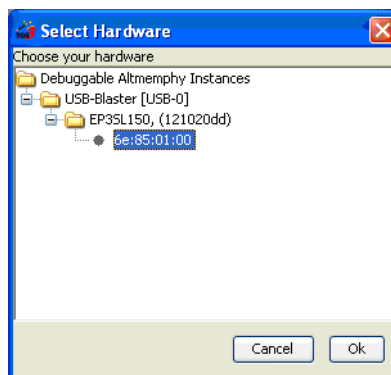 Select Hardware
Choose your hardware
Debuggable Altmemphy Instances
USB-Blaster [USB-0]
EP3SL150, (121020dd)
6e:85:01:00
Cancel Ok